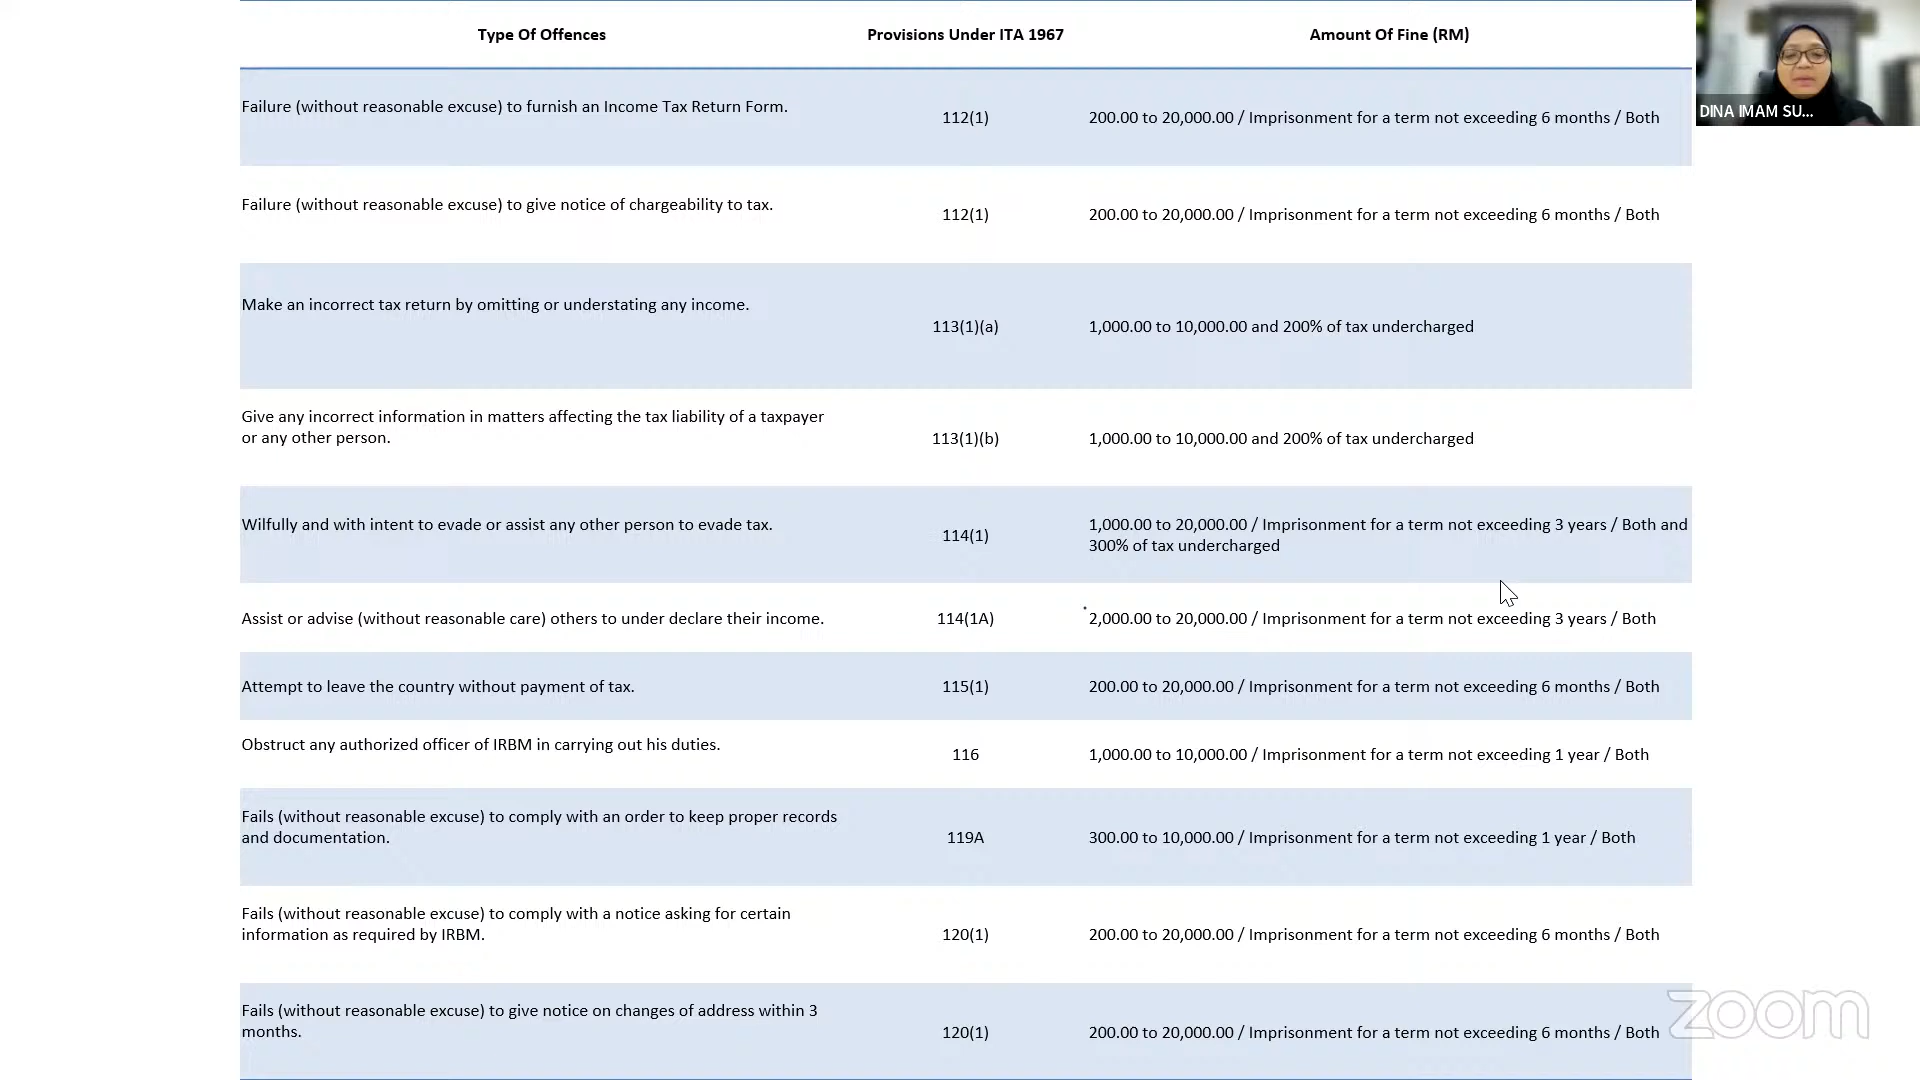 Type Of Offences Provisions Under ITA 1967 Amount Of Fine (RM)
Failure (without reasonable excuse) to furnish an Income Tax Return Form.
112(1) 200.00 to 20,000.00 / Imprisonment for a term not exceeding 6 months / Both
Failure (without reasonable excuse) to give notice of chargeability to tax.
112(1) 200.00 to 20,000.00 / Imprisonment for a term not exceeding 6 months / Both
Make an incorrect tax return by omitting or understating any income.
113(1)(a) 1,000.00 to 10,000.00 and 200% of tax undercharged
Give any incorrect information in matters affecting the tax liability of a taxpayer
or any other person.
113(1)(b) 1,000.00 to 10,000.00 and 200% of tax undercharged
Wilfully and with intent to evade or assist any other person to evade tax.
114(1)
1,000.00 to 20,000.00 / Imprisonment for a term not exceeding 3 years / Both and
300% of tax undercharged
Assist or advise (without reasonable care) others to under declare their income. 114(1A) 2,000.00 to 20,000.00 / Imprisonment for a term not exceeding 3 years / Both
Attempt to leave the country without payment of tax. 115(1) 200.00 to 20,000.00 / Imprisonment for a term not exceeding 6 months / Both
Obstruct any authorized officer of IRBM in carrying out his duties.
116 1,000.00 to 10,000.00 / Imprisonment for a term not exceeding 1 year / Both
Fails (without reasonable excuse) to comply with an order to keep proper records
and documentation.
119A 300.00 to 10,000.00 / Imprisonment for a term not exceeding 1 year / Both
Fails (without reasonable excuse) to comply with a notice asking for certain
information as required by IRBM.
120(1) 200.00 to 20,000.00 / Imprisonment for a term not exceeding 6 months / Both
Fails (without reasonable excuse) to give notice on changes of address within 3
months.
120(1) 200.00 to 20,000.00 / Imprisonment for a term not exceeding 6 months / Both
DINA IMAM SU...
zoom